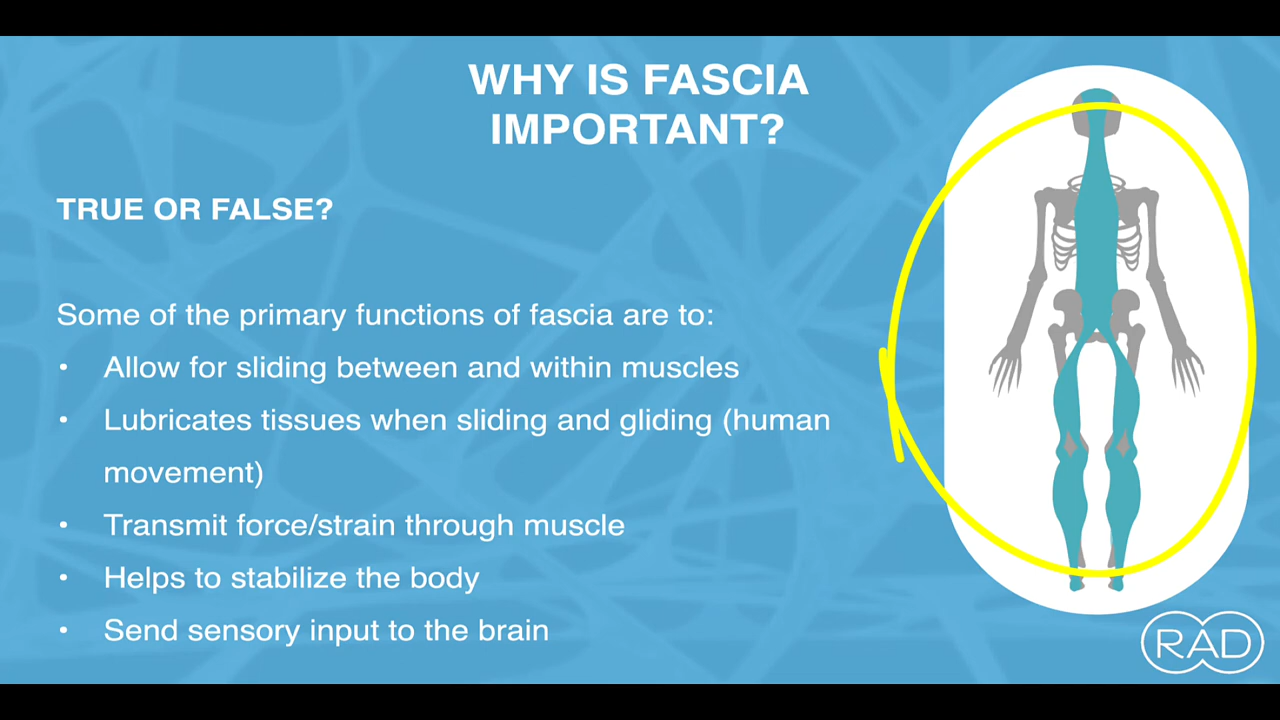 WHY IS FASCIA
IMPORTANT?
TRUE OR FALSE?
Some of the primary functions of fascia are to:
• Allow for sliding between and within muscles
• Lubricates tissues when sliding and gliding (human
movement)
• Transmit force/strain through muscle
• Helps to stabilize the body
• Send sensory input to the brain
RAD